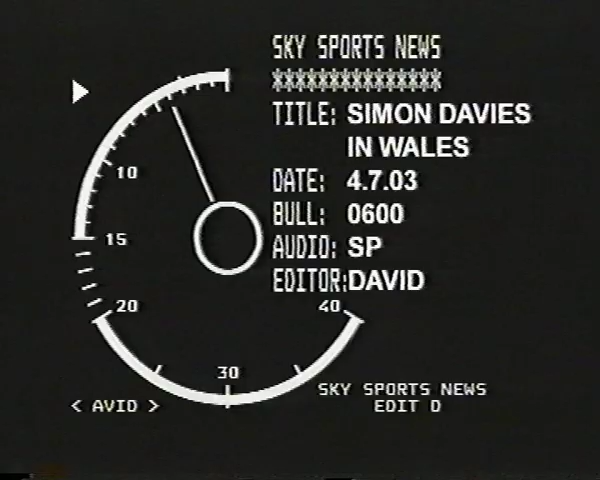 SKY SPORTS NEWS
***************
TITLE: SIMON DAVIES
IN WALES
DATE: 4.7.03
BULL: 0600
AUDIO: SP
EDITOR:DAVID
10
15
20
40
30
SKY SPORTS NEWS
EDIT D
< AVID >